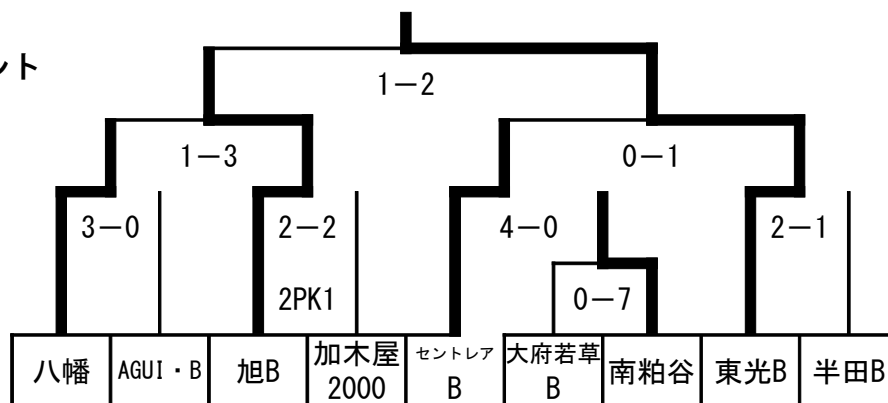 ント
1－2
1－3
0－1
3－0
2－2
4－0
2－1
2PK1
0－7
八幡
AGUI・B
旭B
加木屋
2000
セントレア
B
大府若草
B
南粕谷
東光B
半田B